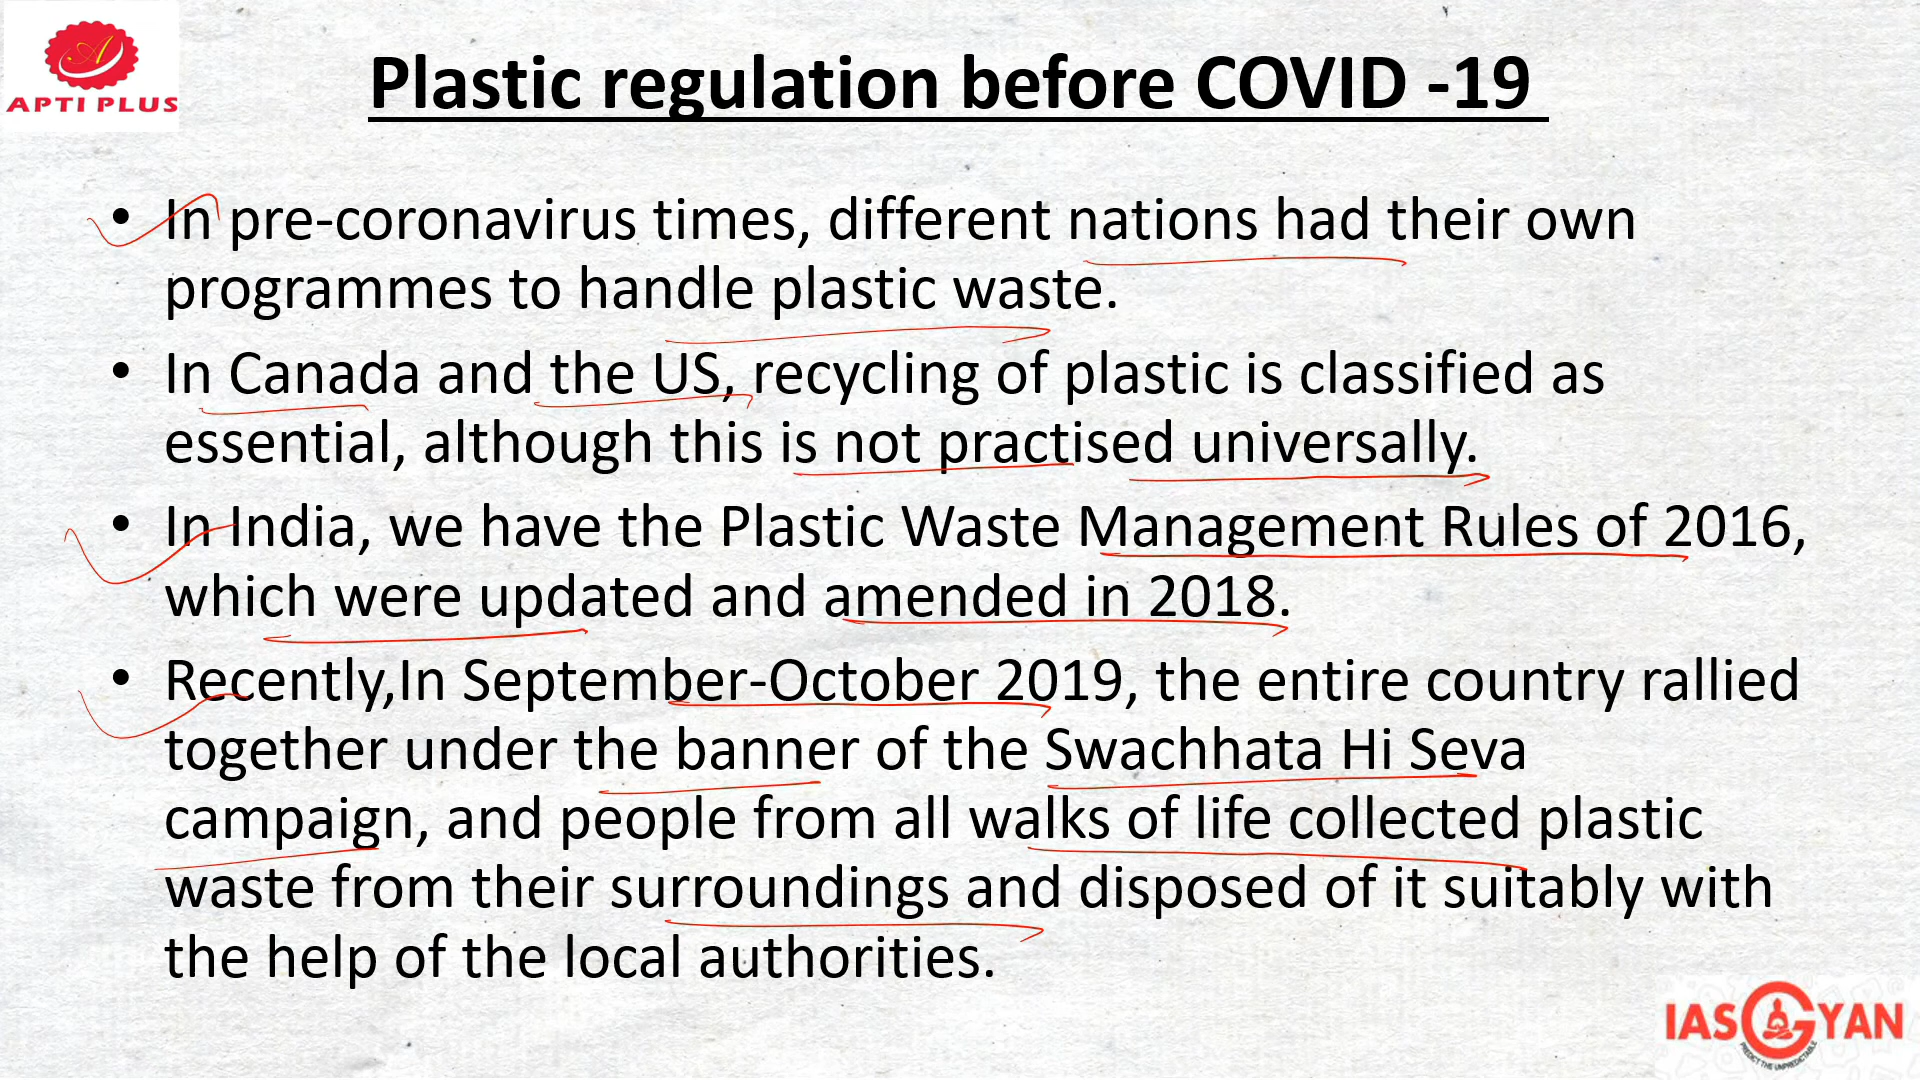 APTI PLUS
Plastic regulation before COVID -19
• In pre-coronavirus times, different nations had their own
programmes to handle plastic waste.
• In Canada and the US, recycling of plastic is classified as
essential, although this is not practised universally.
• In India, we have the Plastic Waste Management Rules of 2016,
which were updated and amended in 2018.
• Recently,In September-October 2019, the entire country rallied
together under the banner of the Swachhata Hi Seva
campaign, and people from all walks of life collected plastic
waste from their surroundings and disposed of it suitably with
the help of the local authorities.
IAS GYAN
PREDICT THE UNPREDICTABLE